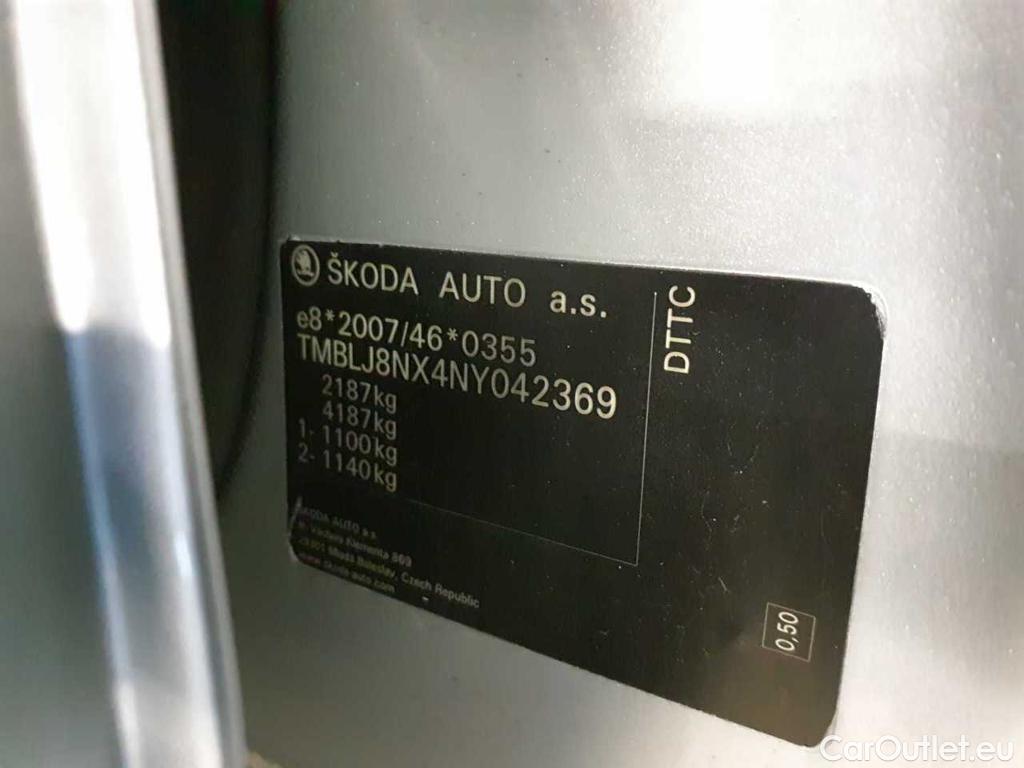 ŠKODA AUTO a.s.
e8*2007/46*0355
TMBLJ8NX4NY042369
2187kg
4187kg
1- 1100kg
2- 1140kg
DTTC
ŠKODA AUTO a.s.
Václava Klementa 869
Mladá Boleslav, Czech Republic
www.skoda-auto.com
0,50
CarOutlet.eu